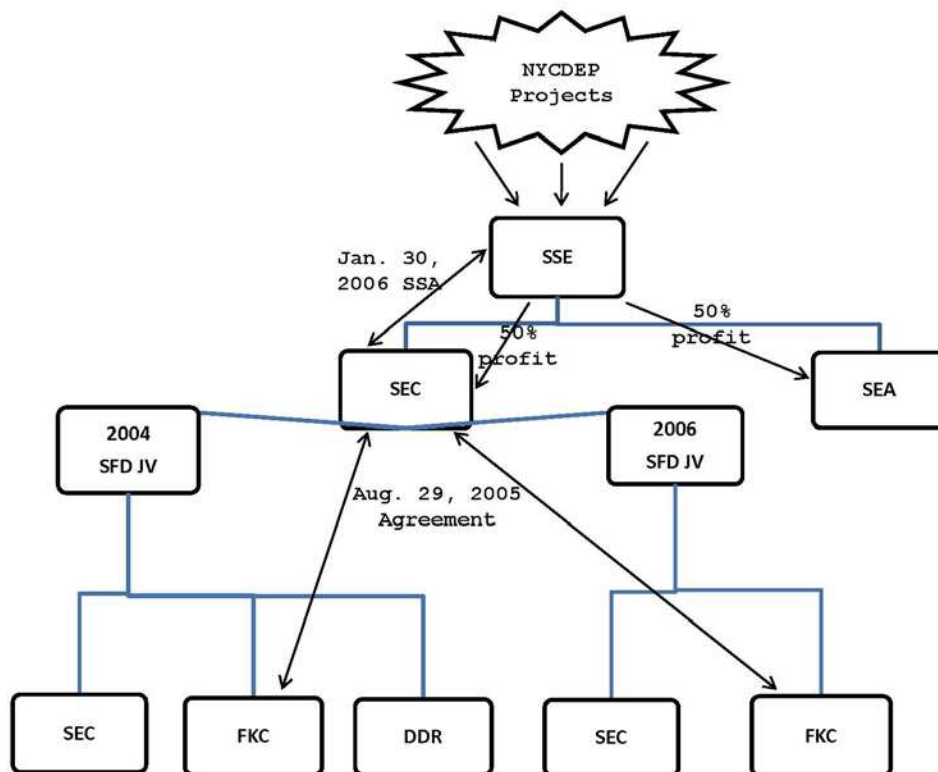 NYCDEP
Projects
SSE
Jan. 30,
2006 SSA
50%
profit
50%
profit
SEC
SEA
2004
SFD JV
2006
SFD JV
Aug. 29, 2005
Agreement
SEC
FKC
DDR
SEC
FKC